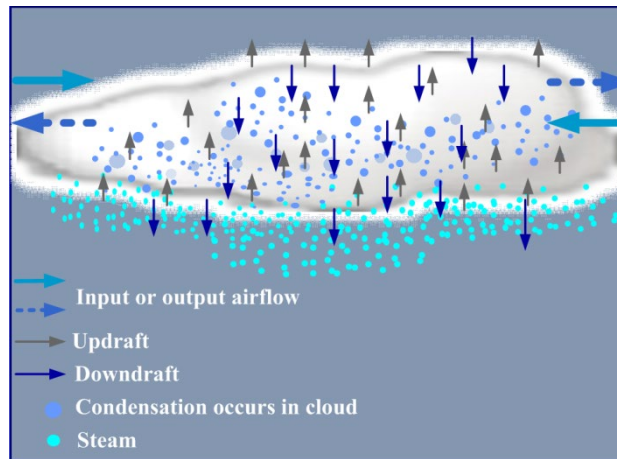 Input or output airflow
Updraft
Downdraft
Condensation occurs in cloud
Steam